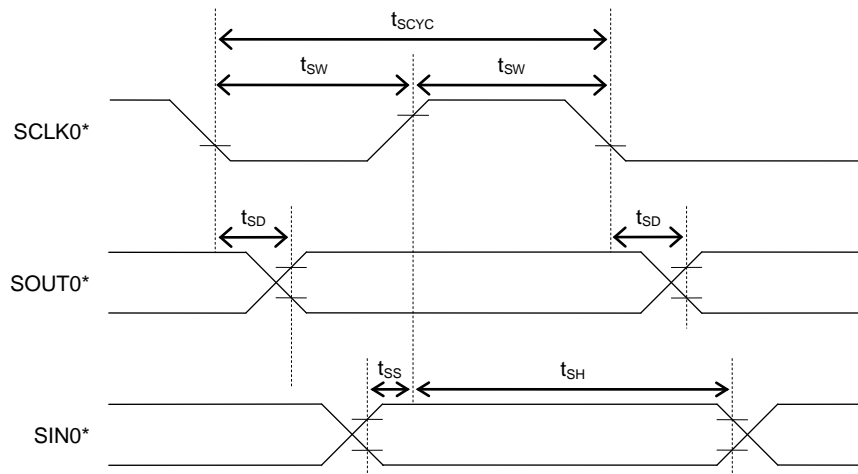 tSCYC
tSW tSW
SCLK0*
tSD tSD
SOUT0*
tSS tSH
SIN0*